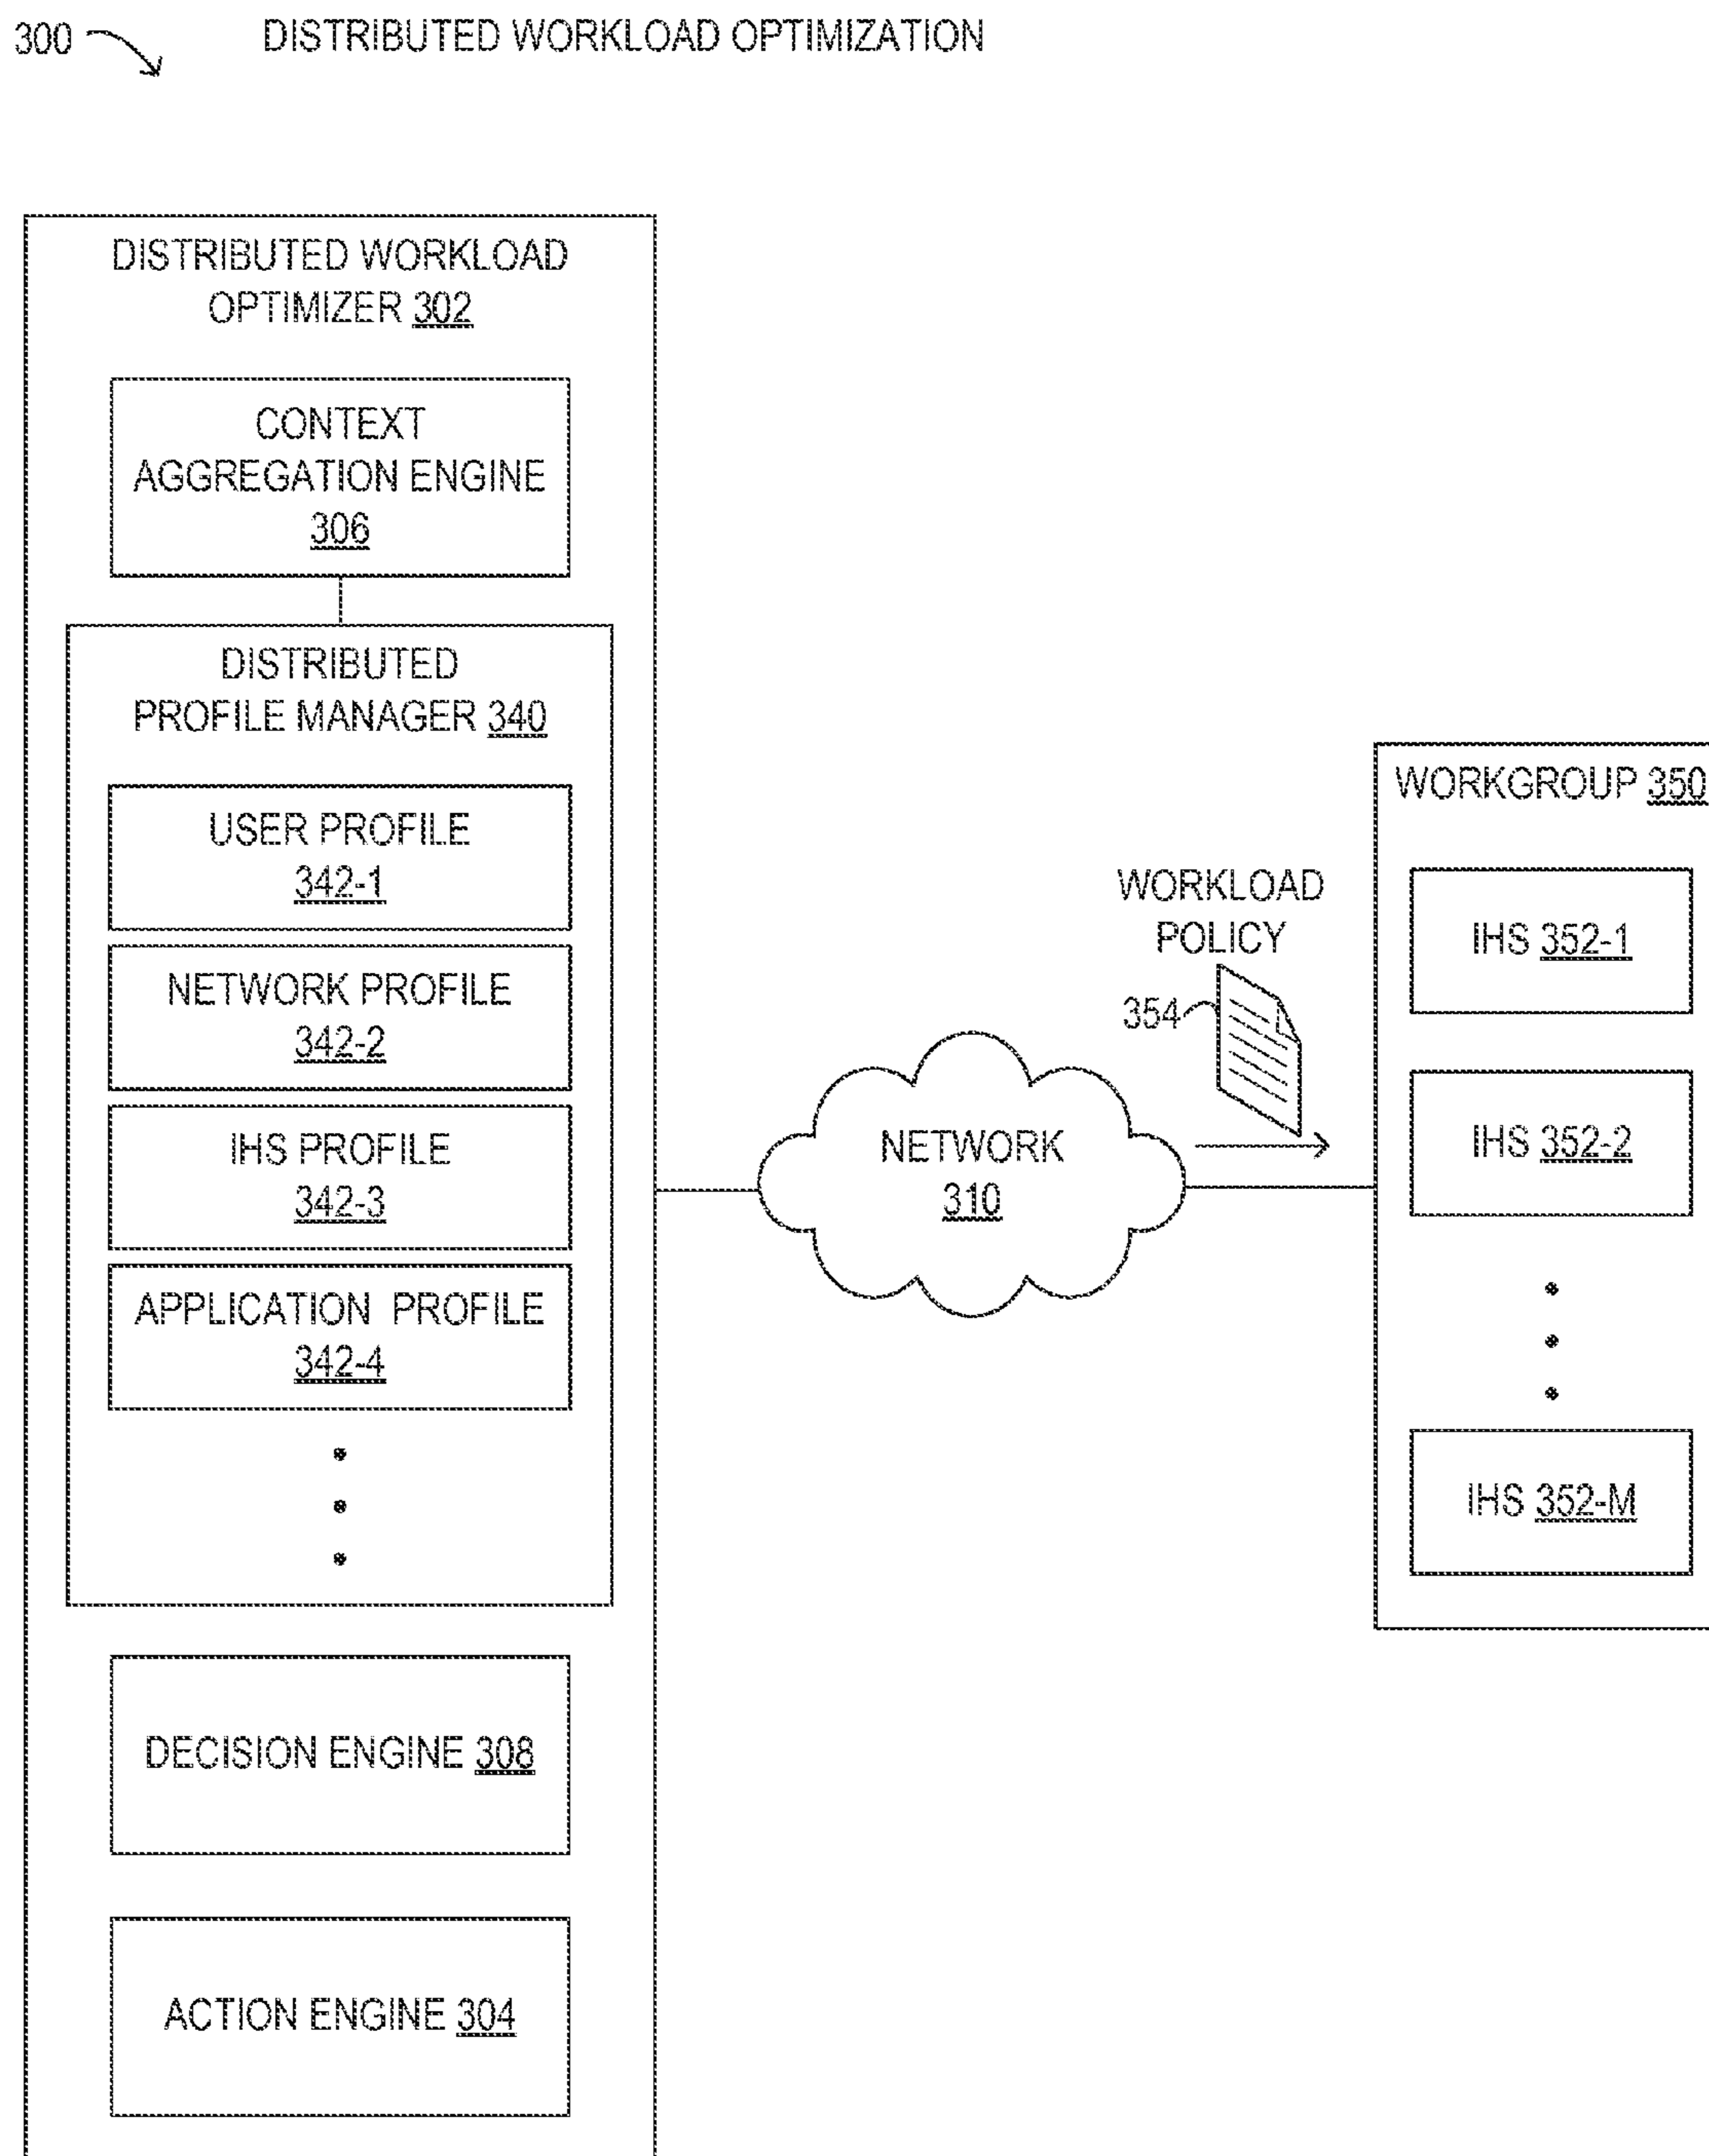 300
DISTRIBUTED WORKLOAD OPTIMIZATION
DISTRIBUTED WORKLOAD
OPTIMIZER 302
CONTEXT
AGGREGATION ENGINE
306
DISTRIBUTED
PROFILE MANAGER 340
USER PROFILE
342-1
NETWORK PROFILE
342-2
IHS PROFILE
342-3
APPLICATION PROFILE
342-4
DECISION ENGINE 308
ACTION ENGINE 304
NETWORK
310
WORKLOAD
POLICY
354
WORKGROUP 350
IHS 352-1
IHS 352-2
IHS 352-M